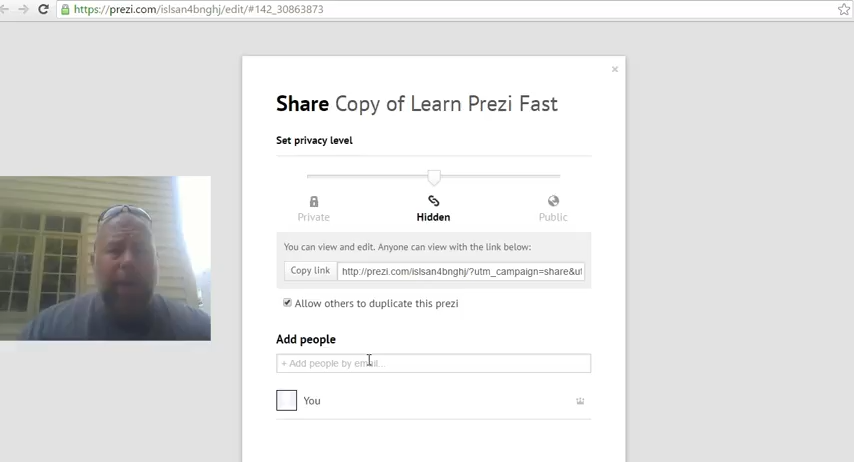 https://prezi.com/islsan4bnghj/edit/#142_30863873
Share Copy of Learn Prezi Fast
Set privacy level
Private Hidden Public
You can view and edit. Anyone can view with the link below:
Copy link http://prezi.com/islsan4bnghj/?utm_campaign=share&ut
Allow others to duplicate this prezi
Add people
+ Add people by email...
You